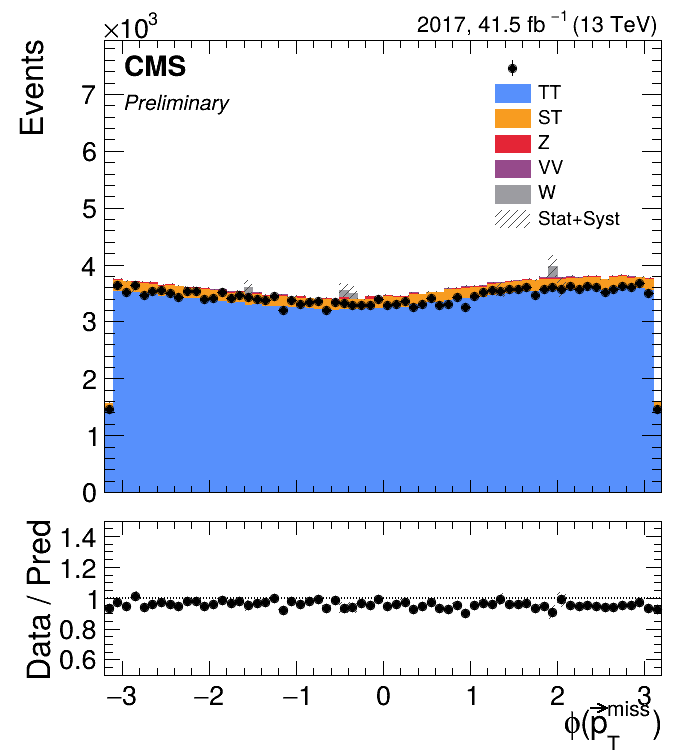 ×10³
2017, 41.5 fb⁻¹ (13 TeV)
CMS
Preliminary
Events
TT
ST
Z
VV
W
Stat+Syst
7
6
5
4
3
2
1
0
Data / Pred
1.4
1.2
1
0.8
0.6
−3 −2 −1 0 1 2 3
ϕ(p⃗_T^miss)